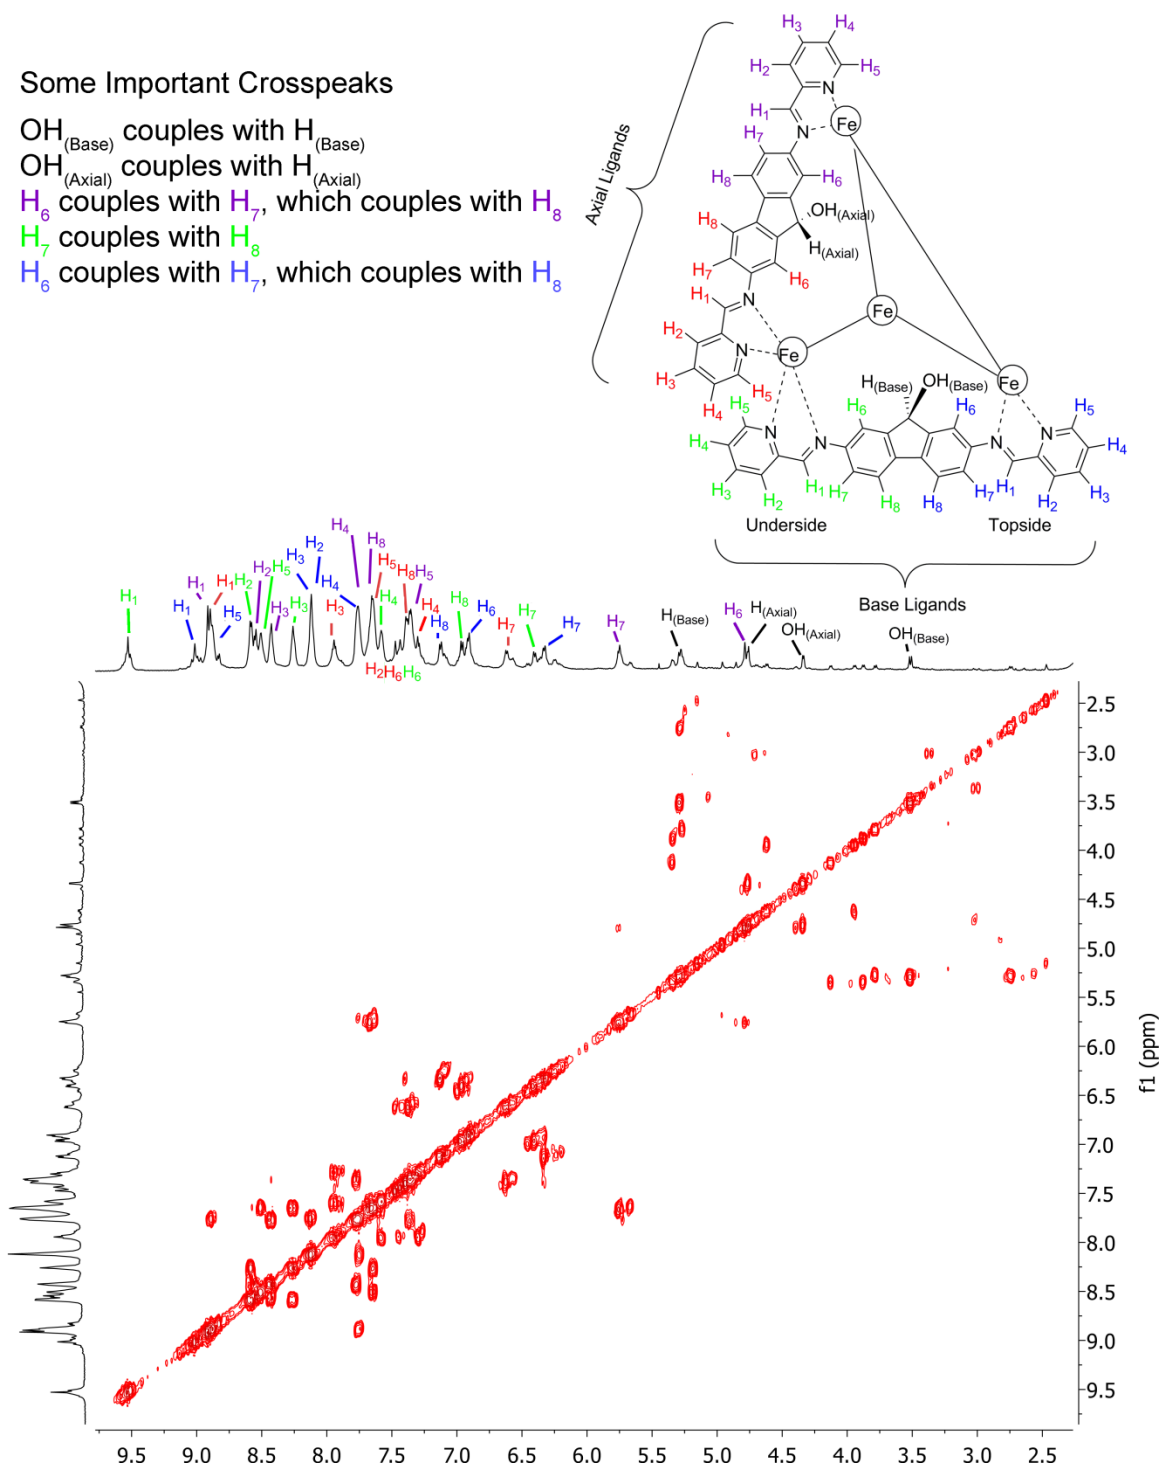 Some Important Crosspeaks
OH(Base) couples with H(Base)
OH(Axial) couples with H(Axial)
H6 couples with H7, which couples with H8
H7 couples with H8
H6 couples with H7, which couples with H8
Axial Ligands
H3
H4
H2
H5
N
H1
N
Fe
H7
H8
H6
OH(Axial)
H8
H(Axial)
H7
H6
H1
N
Fe
H2
N
Fe
H3
H5
H4
Fe
H(Base)
OH(Base)
H5
H6
H6
H5
H4
N
N
N
N
H4
H3
H2
H1
H7
H8
H8
H7
H1
H2
H3
Underside
Topside
Base Ligands
H1
H1
H1
H1
H5
H2
H2
H5
H3
H3
H3
H2
H4
H3
H4
H8
H5
H4
H8
H5
H4
H8
H8
H6
H7
H7
H7
H7
H(Base)
H6
H(Axial)
OH(Axial)
OH(Base)
H2H6H6
2.5
3.0
3.5
4.0
4.5
5.0
5.5
6.0
6.5
7.0
7.5
8.0
8.5
9.0
9.5
f1 (ppm)
9.5 9.0 8.5 8.0 7.5 7.0 6.5 6.0 5.5 5.0 4.5 4.0 3.5 3.0 2.5